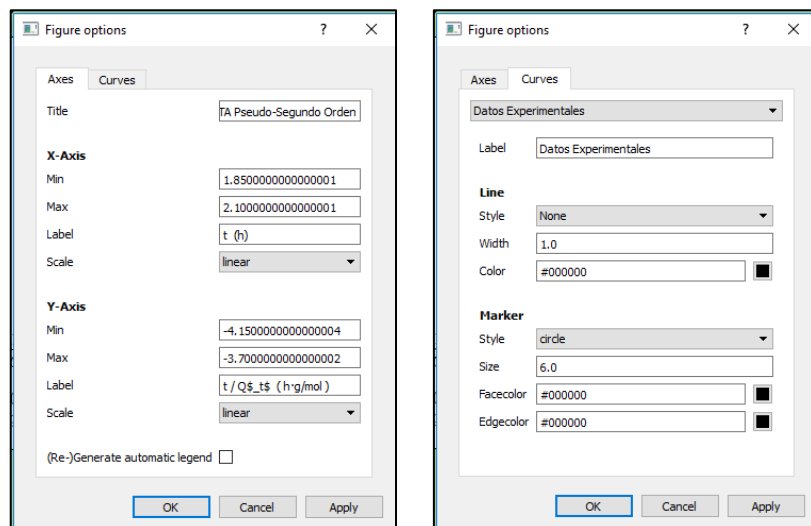 Figure options ? X
Axes Curves
Title TA Pseudo-Segundo Orden
X-Axis
Min 1.8500000000000001
Max 2.1000000000000001
Label t (h)
Scale linear
Y-Axis
Min -4.1500000000000004
Max -3.7000000000000002
Label t / Q$_t$ ( h·g/mol )
Scale linear
(Re-)Generate automatic legend
OK Cancel Apply
Figure options ? X
Axes Curves
Datos Experimentales
Label Datos Experimentales
Line
Style None
Width 1.0
Color #000000
Marker
Style circle
Size 6.0
Facecolor #000000
Edgecolor #000000
OK Cancel Apply